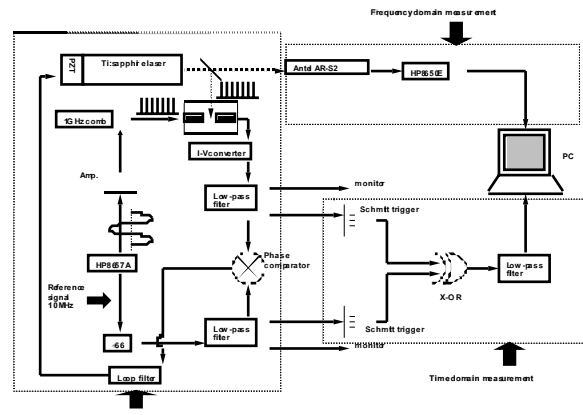 Frequency domain measurement
PZT
Ti:sapphire laser
Antel AR-S2
HP8650E
1GHz comb
I-V converter
PC
Amp.
Low-pass
filter
monitor
Schmitt trigger
Phase
comparator
Low-pass
filter
HP8657A
X-OR
Reference
signal
10MHz
Low-pass
filter
Schmitt trigger
-66
monitor
Loop filter
Time domain measurement